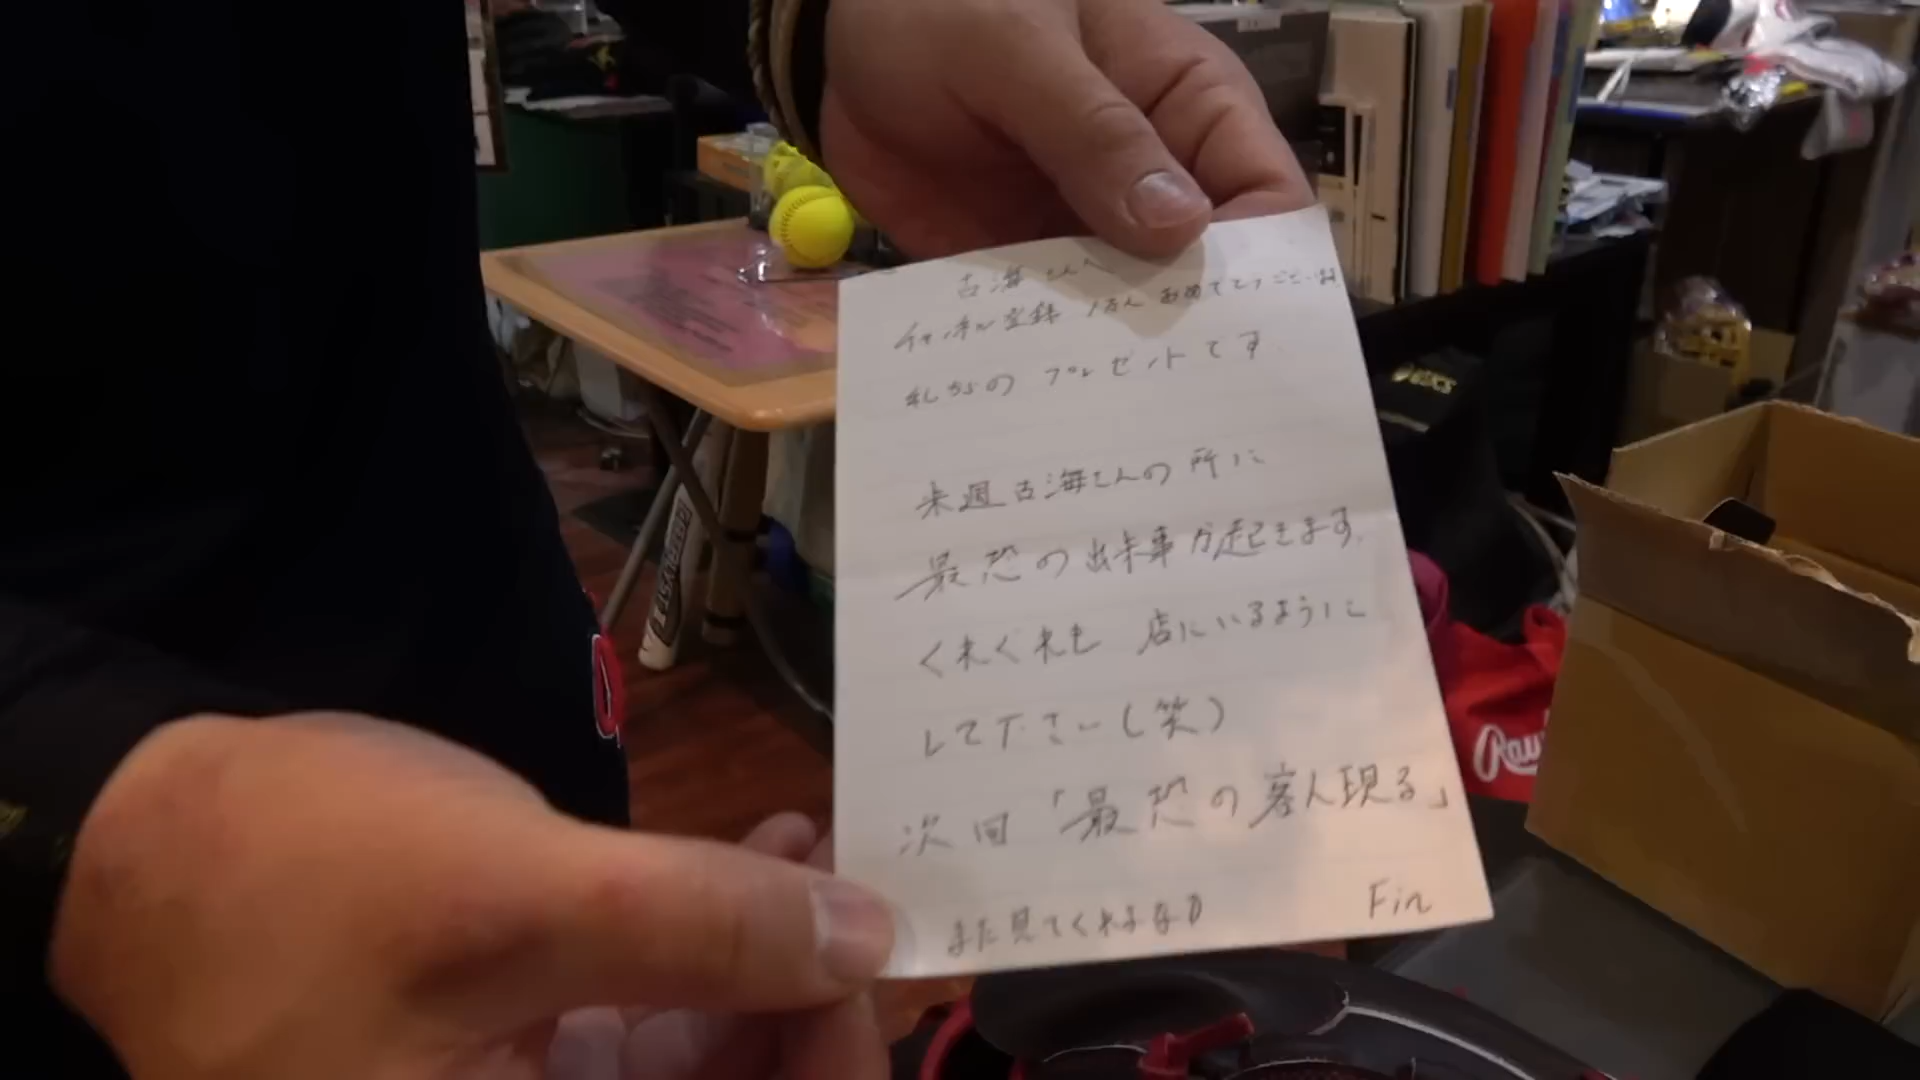 古海さんへ
チャンネル登録 1万人 おめでとうございます
私からの プレゼントです
来週古海さんの 所に
最恐の出来事が起きます。
くれぐれも 店にいるように
して下さい(笑)
次回「最恐の客人現る」
また見てくれよな
Fin
asics
Raw